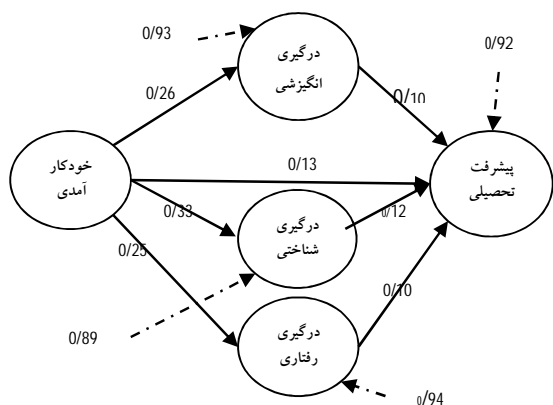 0/93
درگیری
انگیزشی
0/92
0/26
0/10
خودکار
آمدی
0/13
پیشرفت
تحصیلی
0/33
درگیری
شناختی
0/12
0/25
درگیری
رفتاری
0/10
0/89
0/94